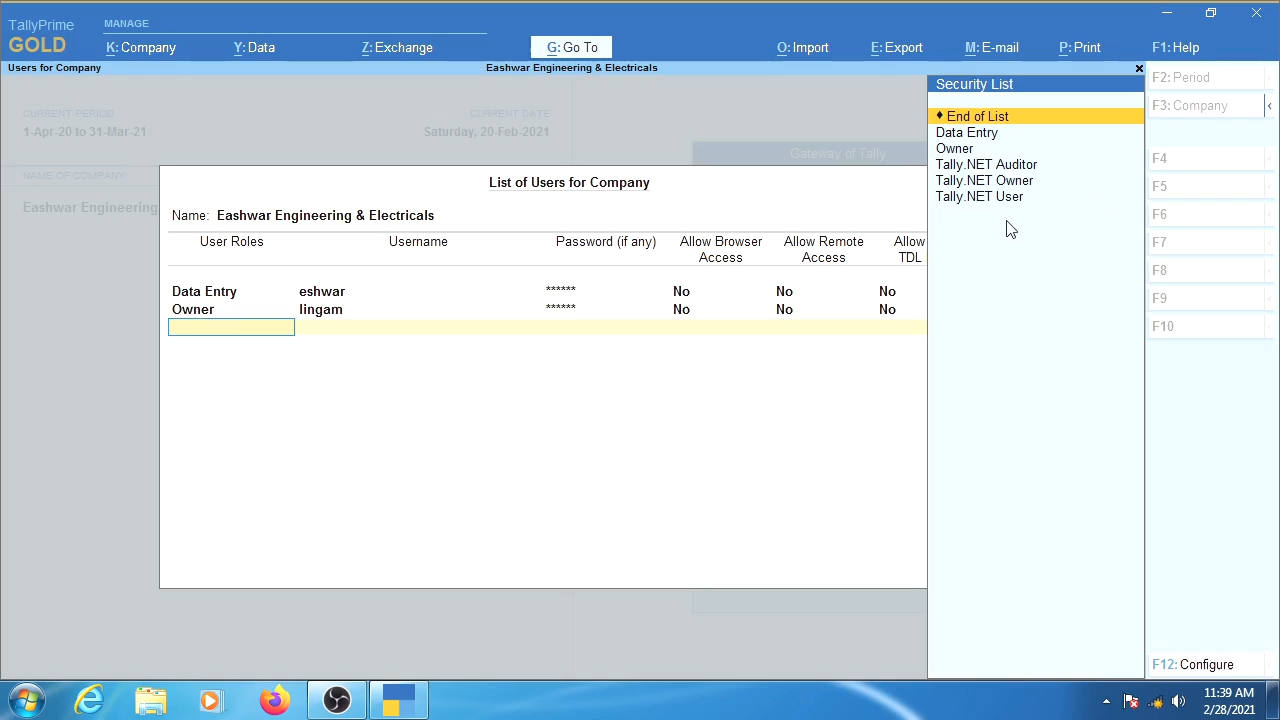 TallyPrime
GOLD
MANAGE
K: Company
Y: Data
Z: Exchange
G: Go To
O: Import
E: Export
M: E-mail
P: Print
F1: Help
Users for Company
Eashwar Engineering & Electricals
×
CURRENT PERIOD
1-Apr-20 to 31-Mar-21
CURRENT DATE
Saturday, 20-Feb-2021
NAME OF COMPANY
Eashwar Engineering
Gateway of Tally
List of Users for Company
Name: Eashwar Engineering & Electricals
User Roles
Username
Password (if any)
Allow Browser
Access
Allow Remote
Access
Allow
TDL
Data Entry eshwar ****** No No No
Owner lingam ****** No No No
Security List
♦ End of List
Data Entry
Owner
Tally.NET Auditor
Tally.NET Owner
Tally.NET User
F2: Period
F3: Company
F4
F5
F6
F7
F8
F9
F10
F12: Configure
11:39 AM
2/28/2021